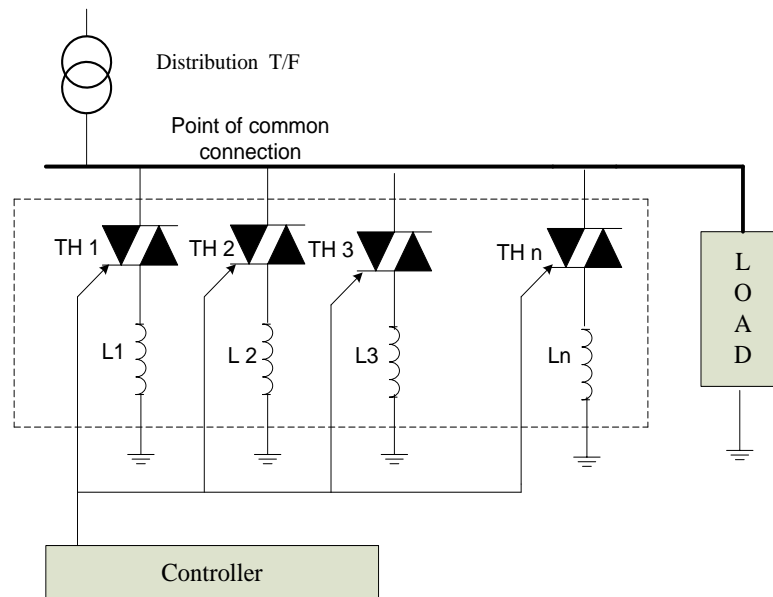 Distribution T/F
Point of common
connection
TH 1
TH 2
TH 3
TH n
L1
L 2
L3
Ln
L
O
A
D
Controller